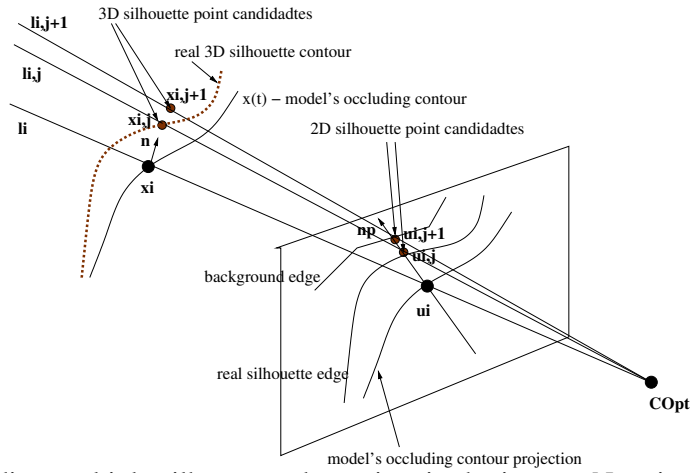 3D silhouette point candidadtes
li,j+1
real 3D silhouette contour
li,j
xi,j+1
x(t) – model's occluding contour
xi,j
li
2D silhouette point candidadtes
n
xi
np
ui,j+1
ui,j
background edge
ui
real silhouette edge
COpt
model's occluding contour projection